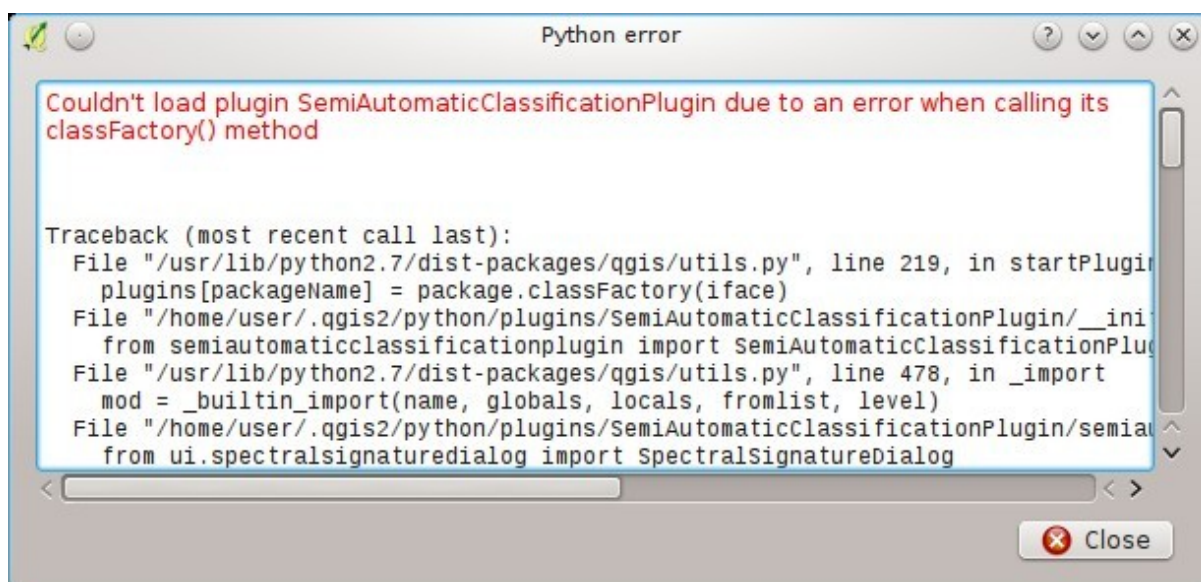 Python error
Couldn't load plugin SemiAutomaticClassificationPlugin due to an error when calling its
classFactory() method
Traceback (most recent call last):
File "/usr/lib/python2.7/dist-packages/qgis/utils.py", line 219, in startPlugin
plugins[packageName] = package.classFactory(iface)
File "/home/user/.qgis2/python/plugins/SemiAutomaticClassificationPlugin/__ini
from semiautomaticclassificationplugin import SemiAutomaticClassificationPlug
File "/usr/lib/python2.7/dist-packages/qgis/utils.py", line 478, in _import
mod = _builtin_import(name, globals, locals, fromlist, level)
File "/home/user/.qgis2/python/plugins/SemiAutomaticClassificationPlugin/semiau
from ui.spectralsignaturedialog import SpectralSignatureDialog
Close